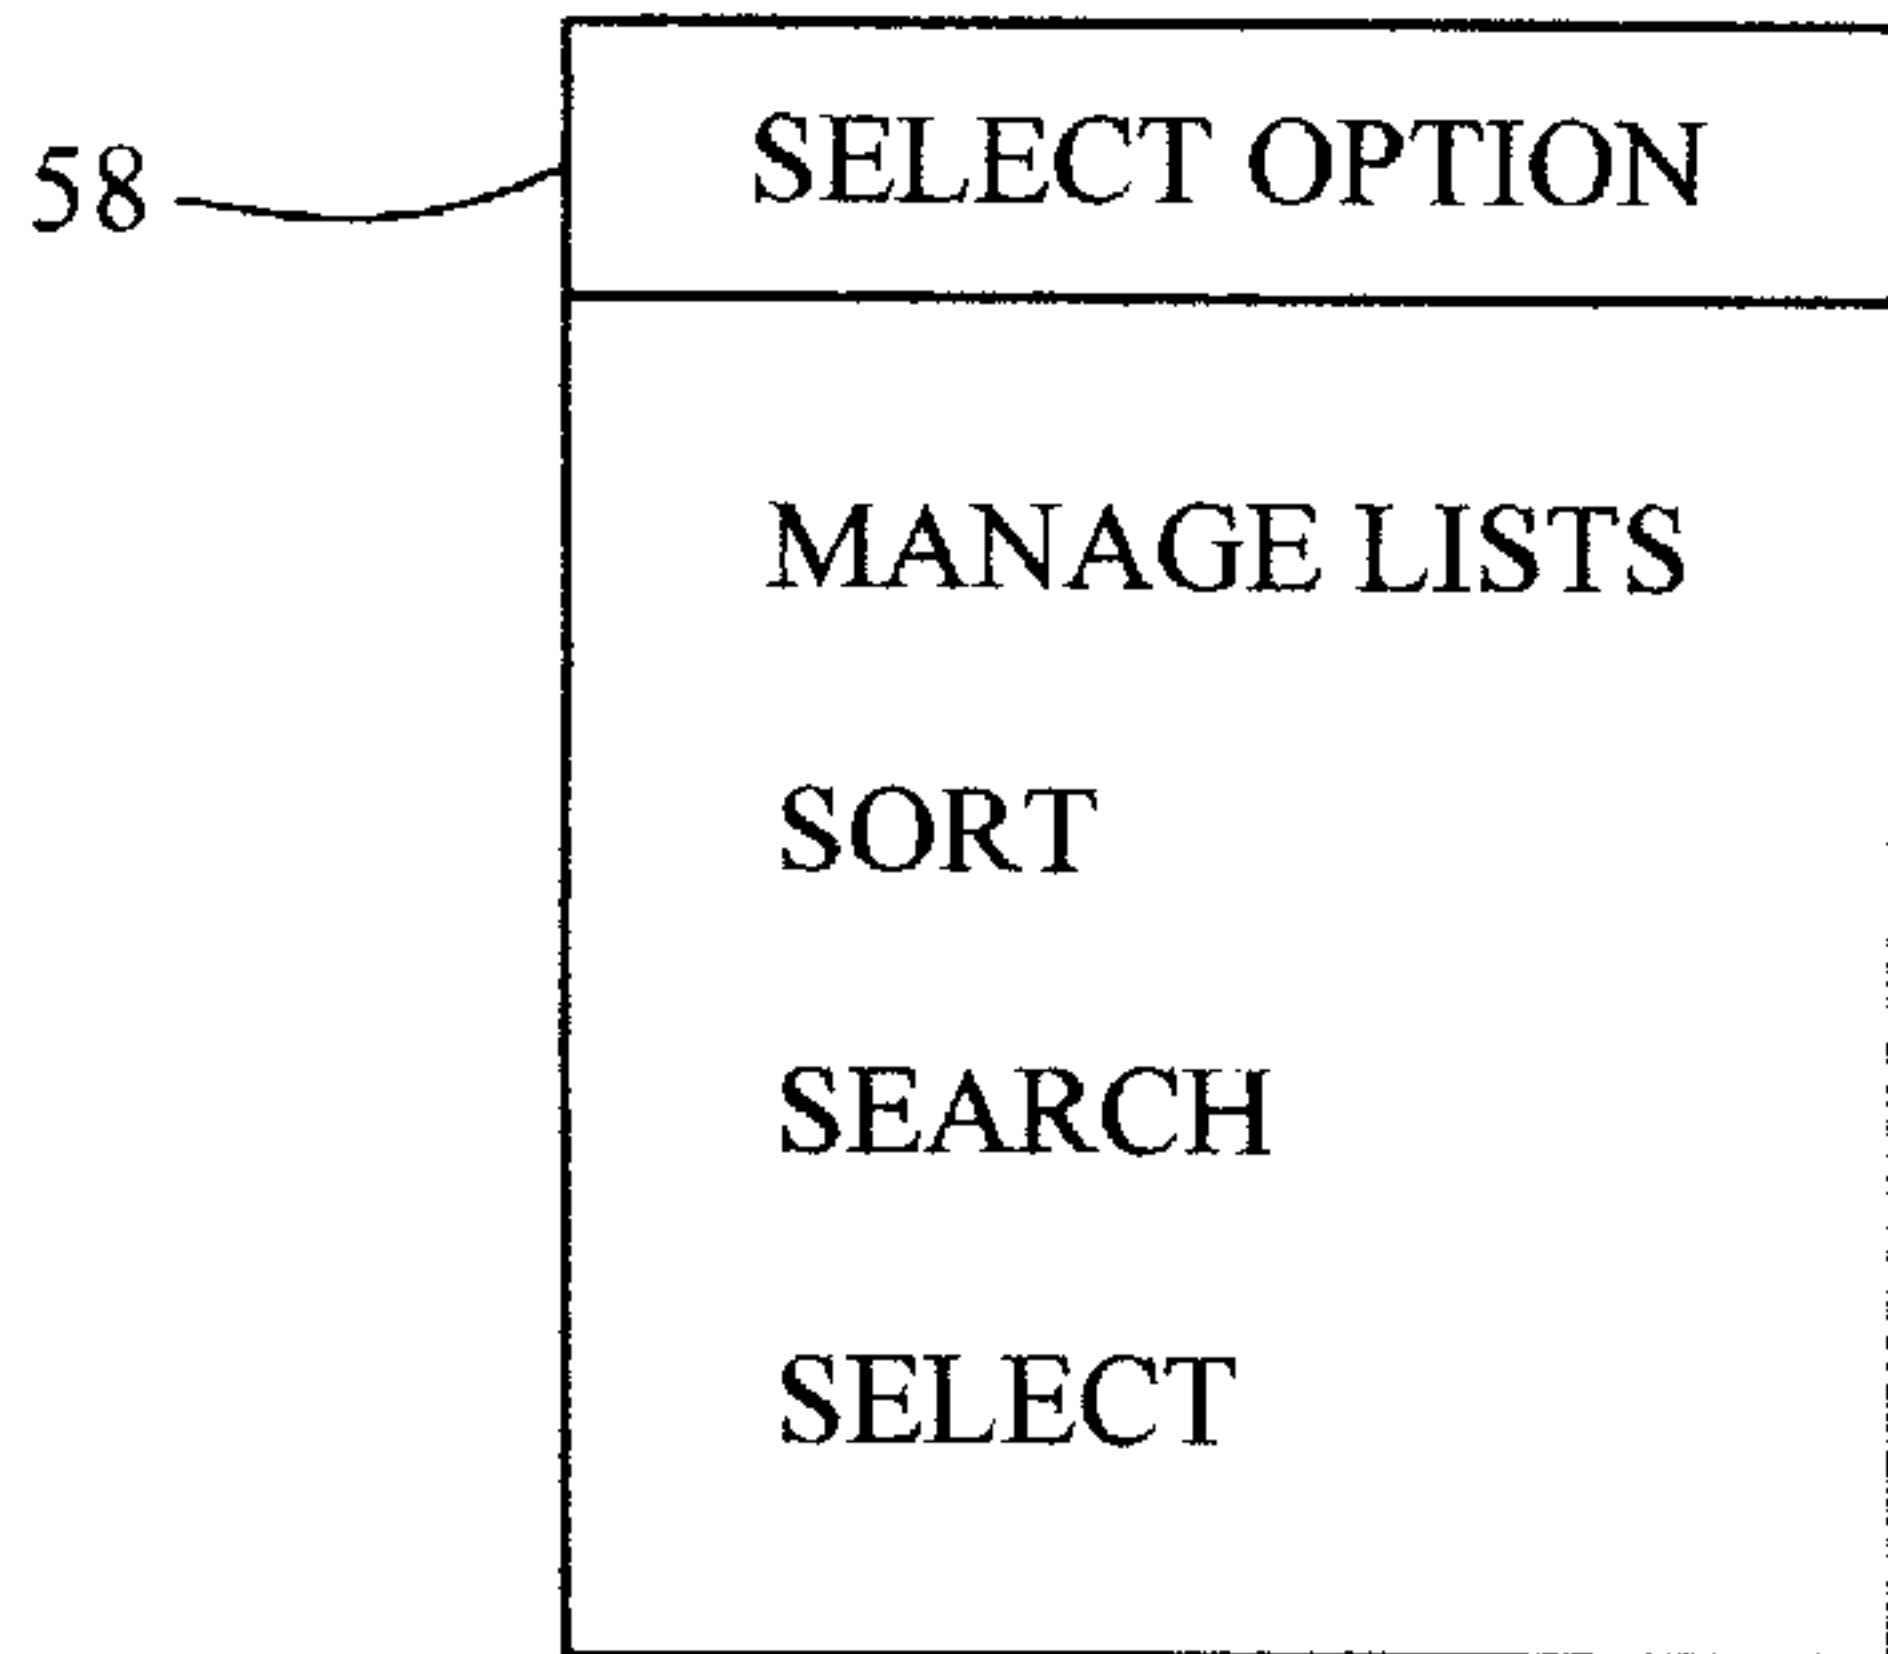 58
SELECT OPTION
MANAGE LISTS
SORT
SEARCH
SELECT